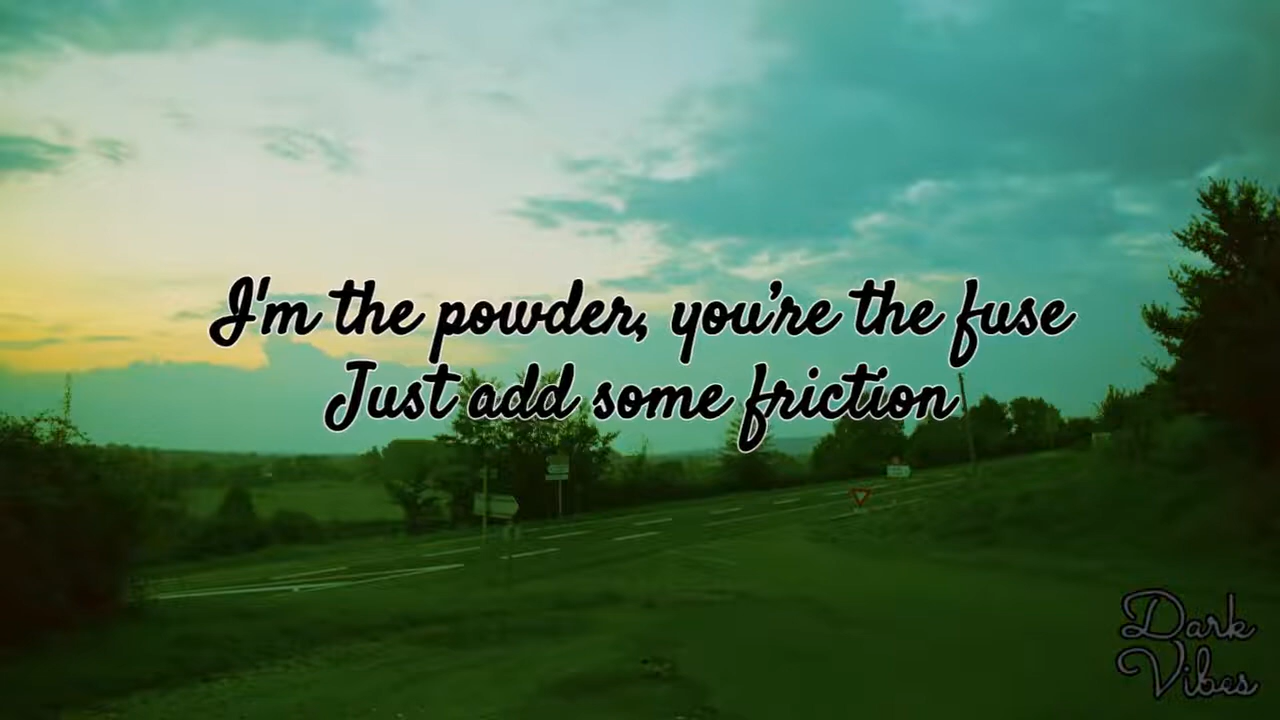 I'm the powder, you're the fuse
Just add some friction
Dark
Vibes